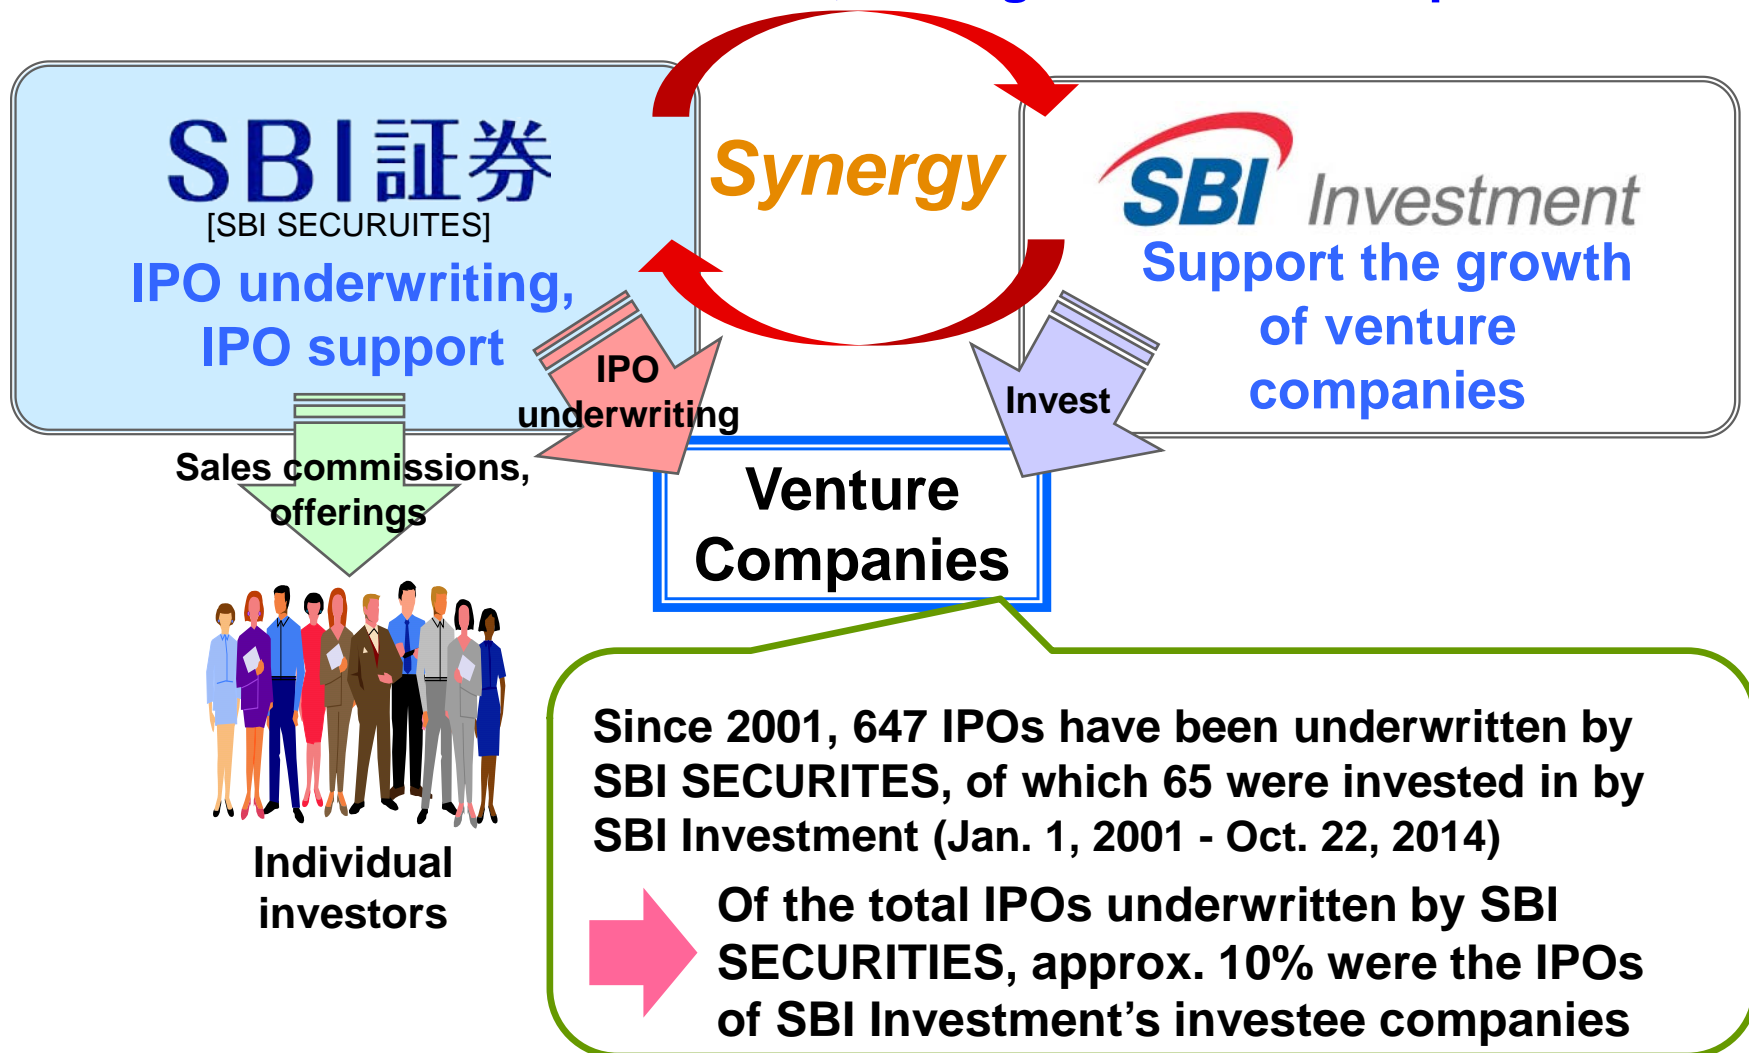 SBI証券
[SBI SECURUITES]
IPO underwriting,
IPO support
Synergy
SBI Investment
Support the growth
of venture
companies
IPO
underwriting
Invest
Sales commissions,
offerings
Venture
Companies
Individual
investors
Since 2001, 647 IPOs have been underwritten by
SBI SECURITES, of which 65 were invested in by
SBI Investment (Jan. 1, 2001 - Oct. 22, 2014)
Of the total IPOs underwritten by SBI
SECURITIES, approx. 10% were the IPOs
of SBI Investment’s investee companies